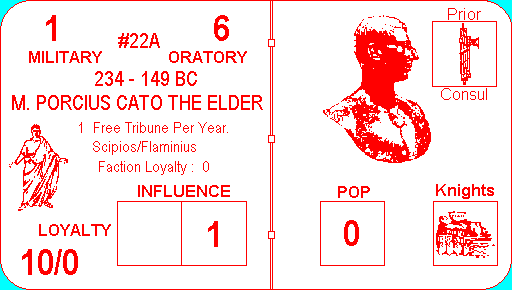 1 #22A 6
MILITARY ORATORY
234 - 149 BC
M. PORCIUS CATO THE ELDER
1 Free Tribune Per Year.
Scipios/Flaminius
Faction Loyalty : 0
INFLUENCE
LOYALTY 1
10/0
Prior
Consul
POP Knights
0